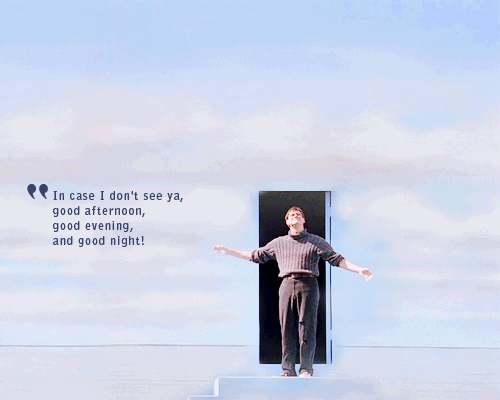 ❝ In case I don't see ya,
good afternoon,
good evening,
and good night!